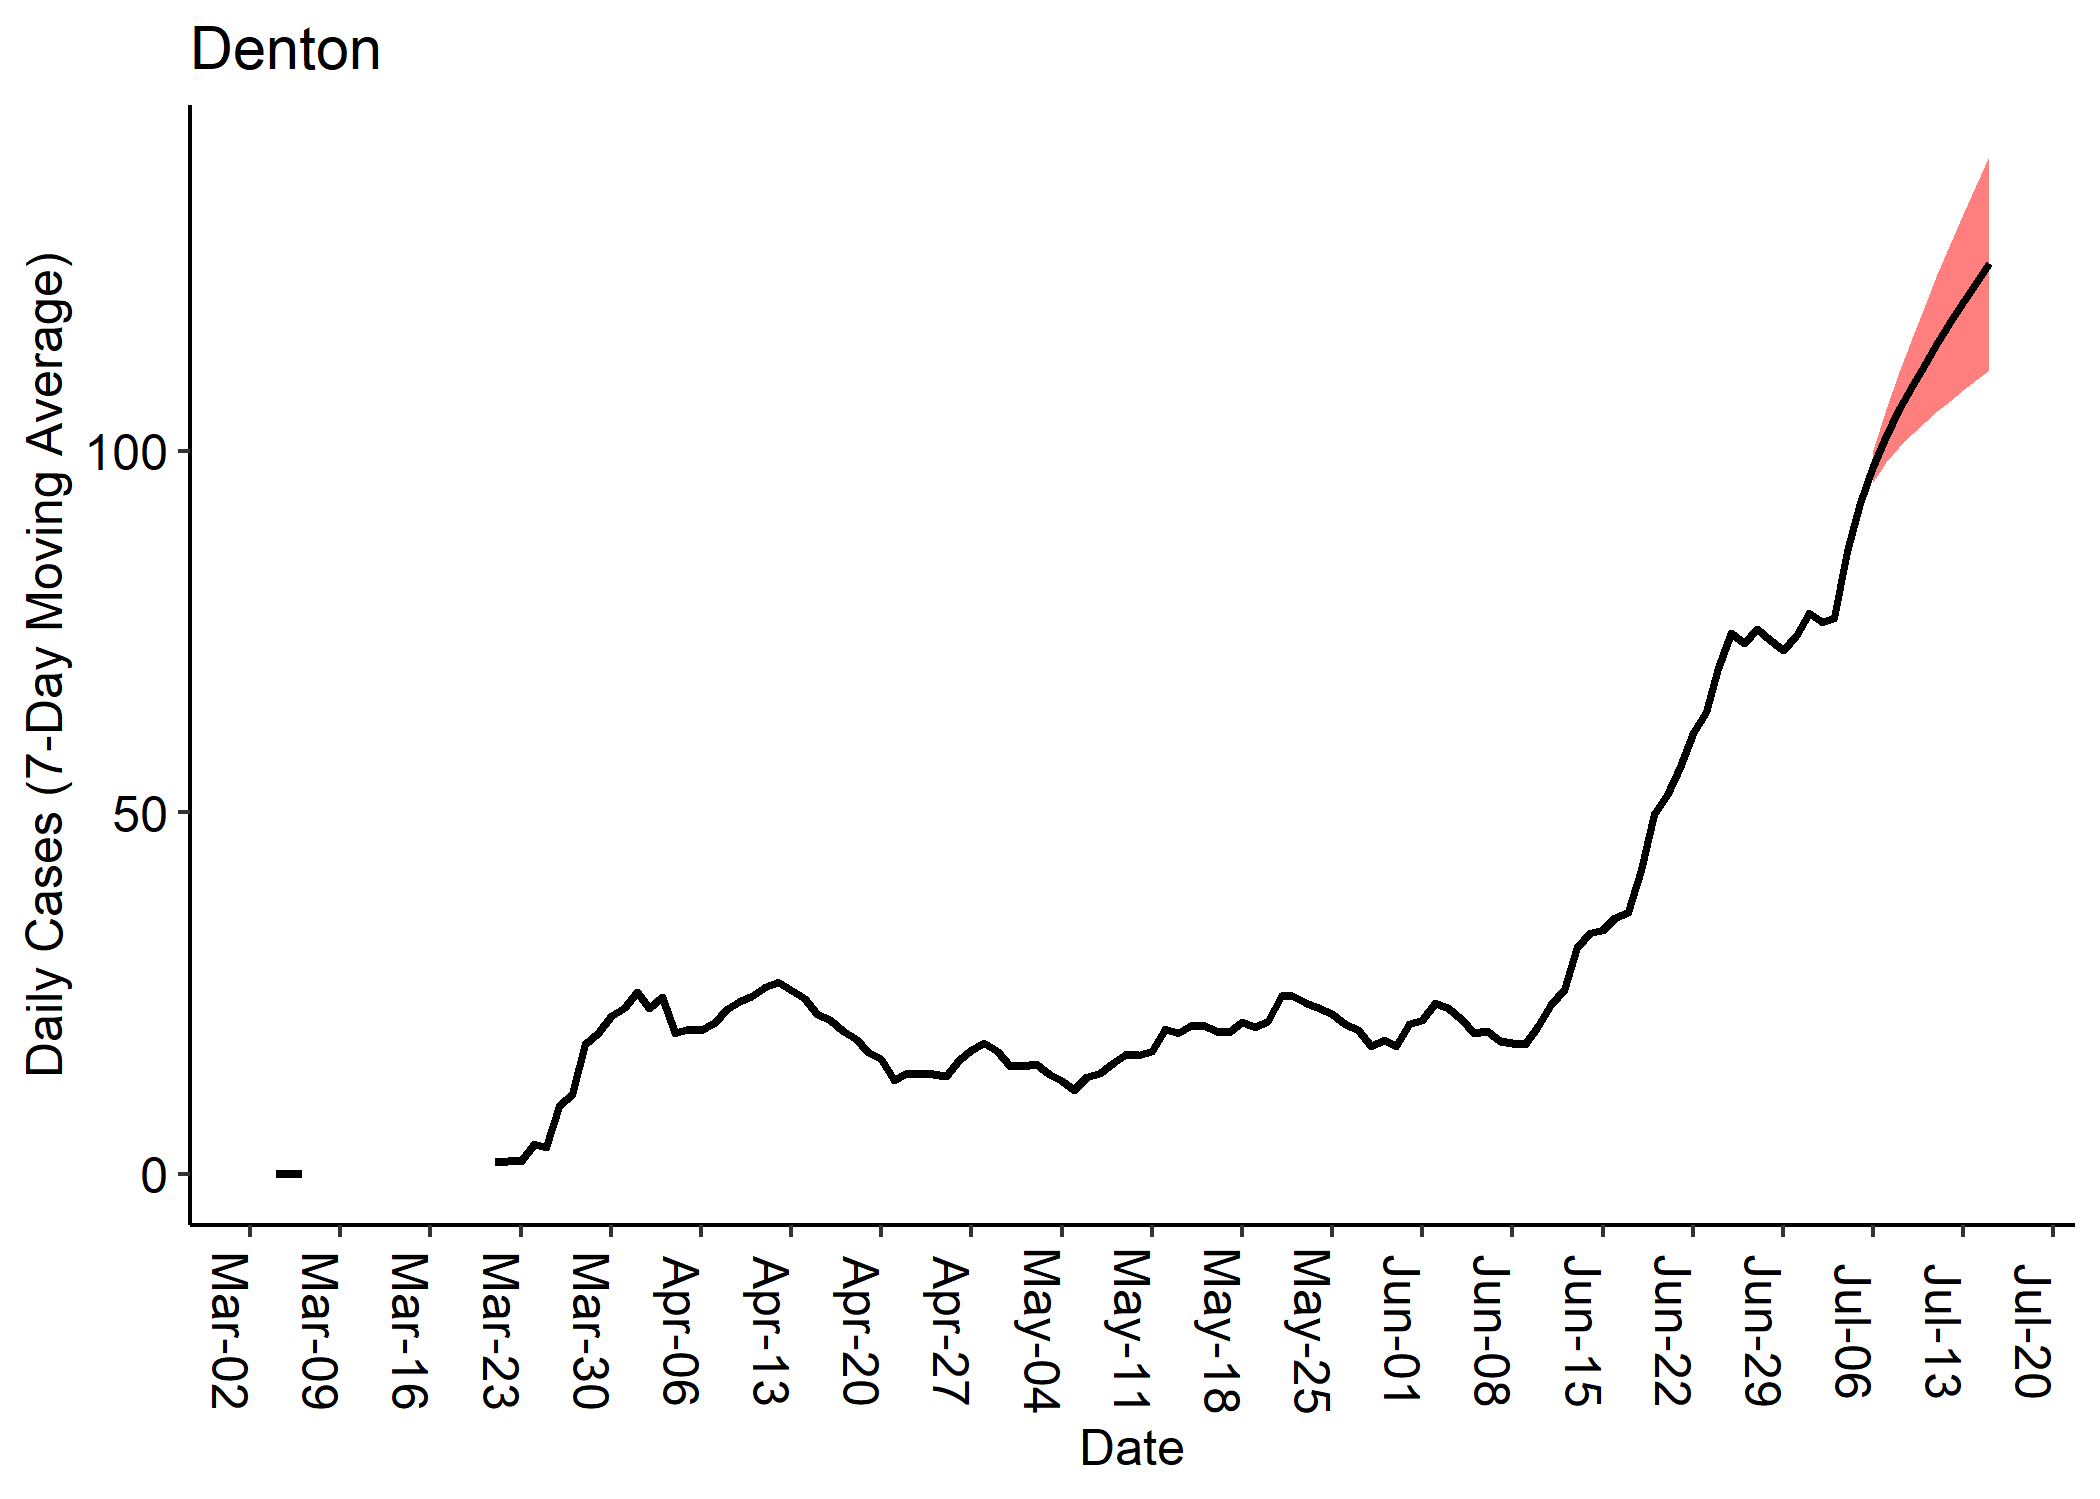 Denton
Daily Cases (7-Day Moving Average)
100
50
0
Mar-02
Mar-09
Mar-16
Mar-23
Mar-30
Apr-06
Apr-13
Apr-20
Apr-27
May-04
May-11
May-18
May-25
Jun-01
Jun-08
Jun-15
Jun-22
Jun-29
Jul-06
Jul-13
Jul-20
Date